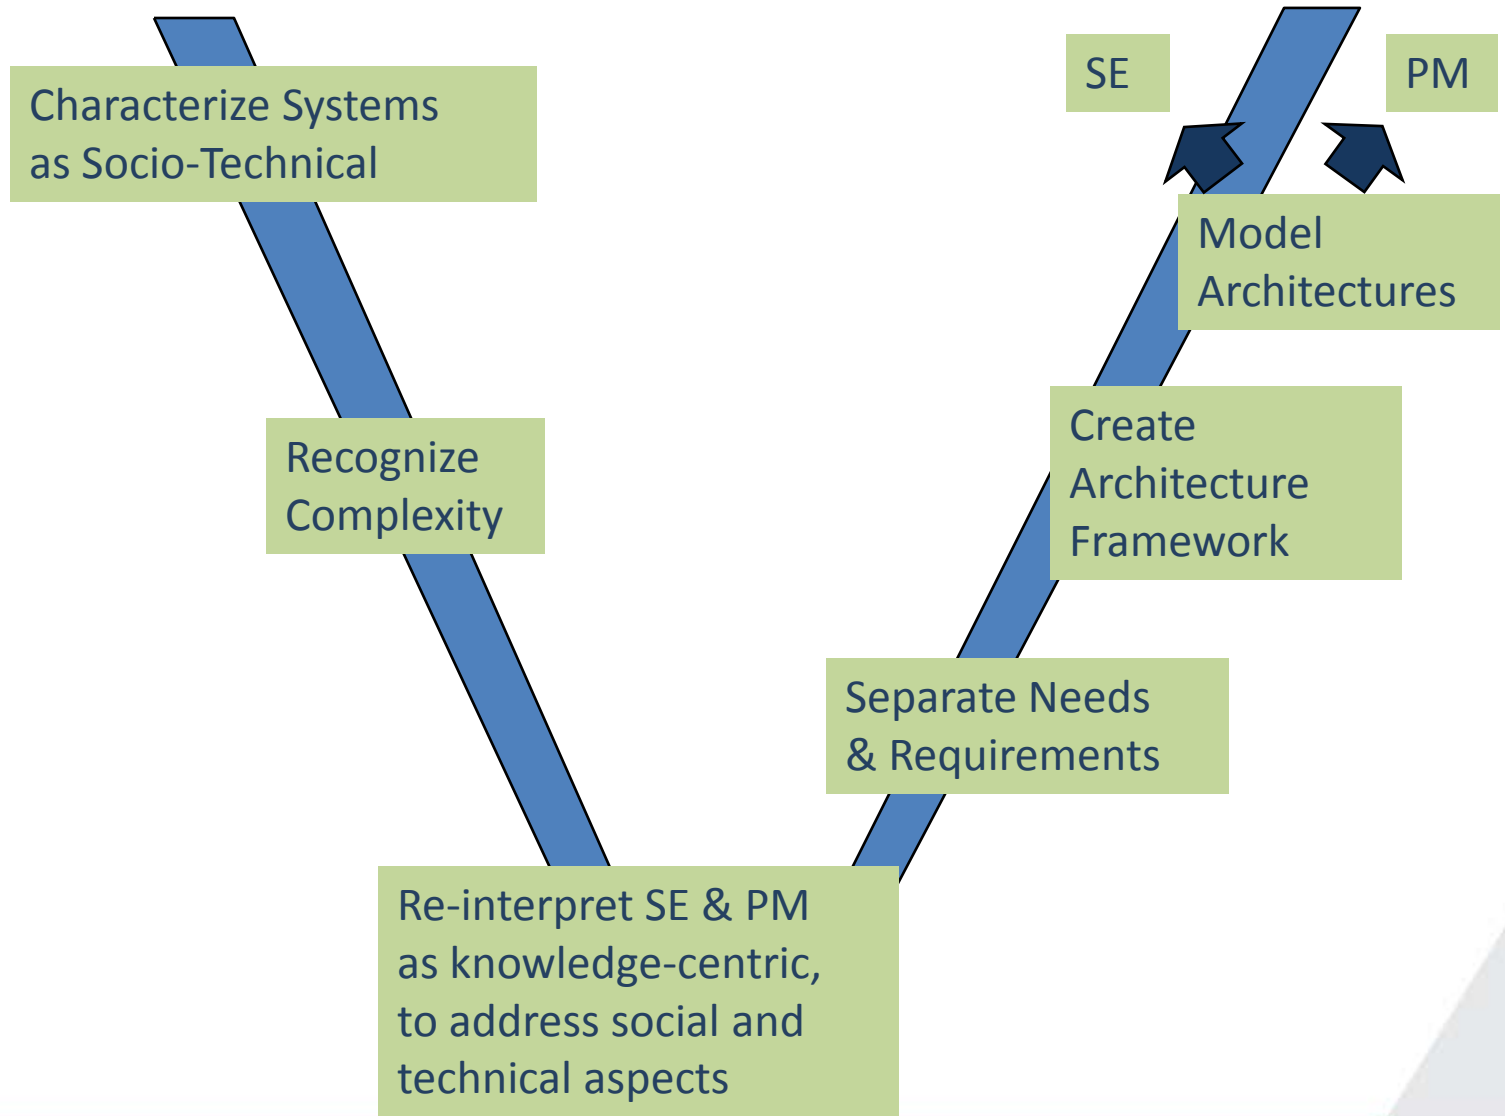 Characterize Systems
as Socio-Technical
Recognize
Complexity
Re-interpret SE & PM
as knowledge-centric,
to address social and
technical aspects
Separate Needs
& Requirements
Create
Architecture
Framework
Model
Architectures
SE
PM